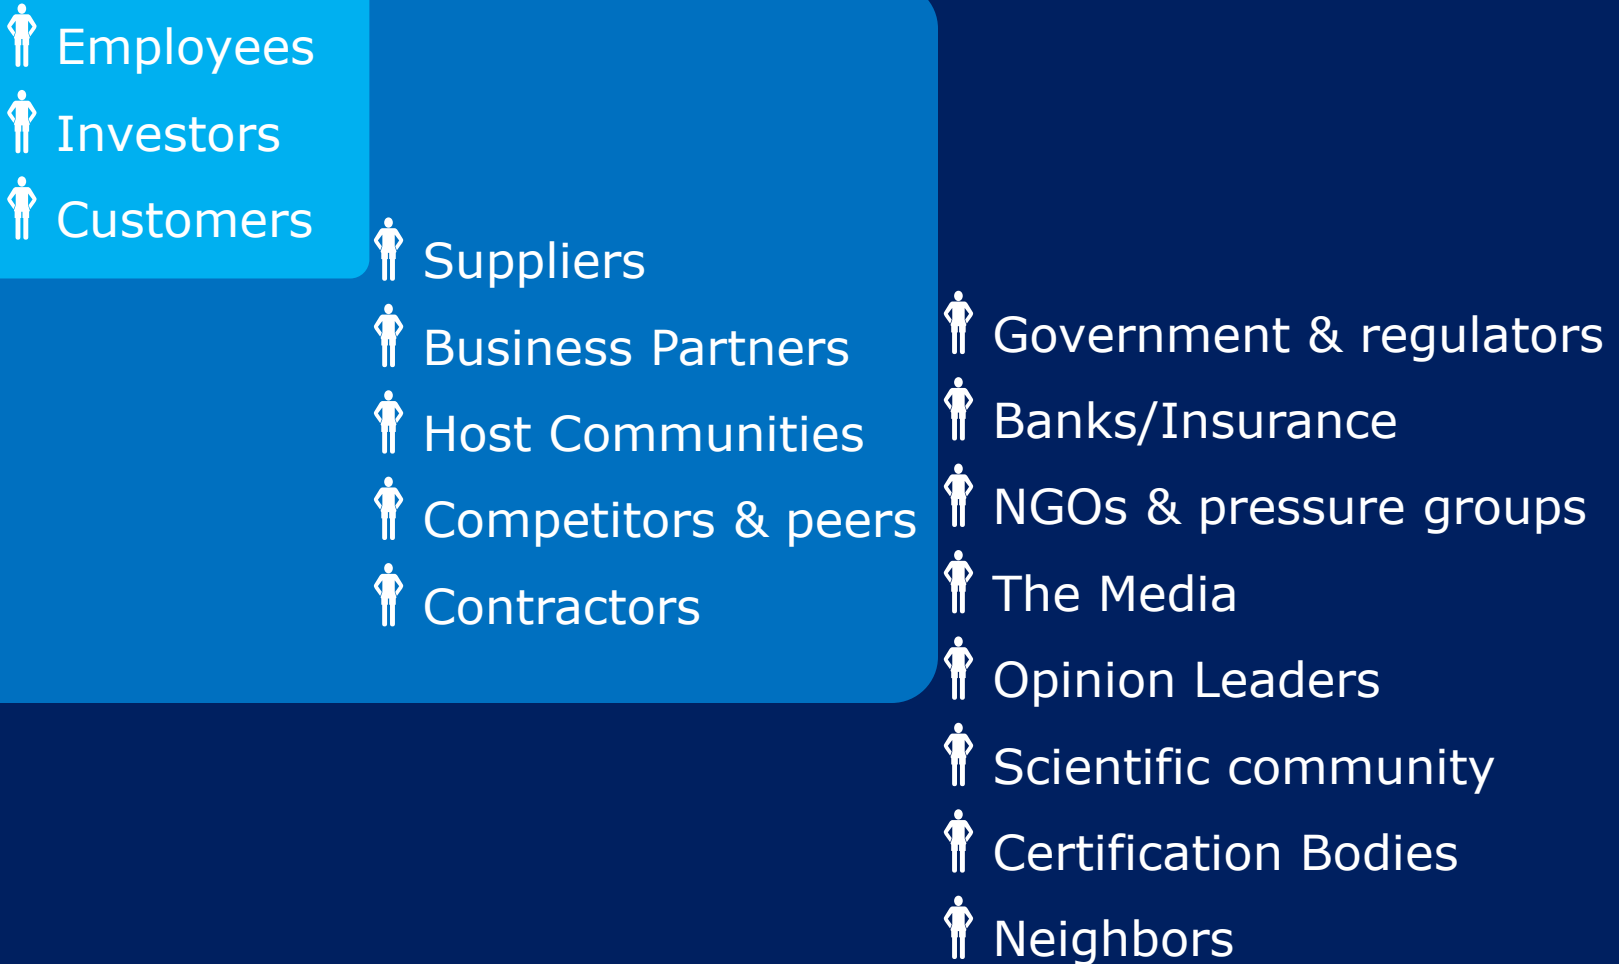 Employees
Investors
Customers
Suppliers
Business Partners
Host Communities
Competitors & peers
Contractors
Government & regulators
Banks/Insurance
NGOs & pressure groups
The Media
Opinion Leaders
Scientific community
Certification Bodies
Neighbors